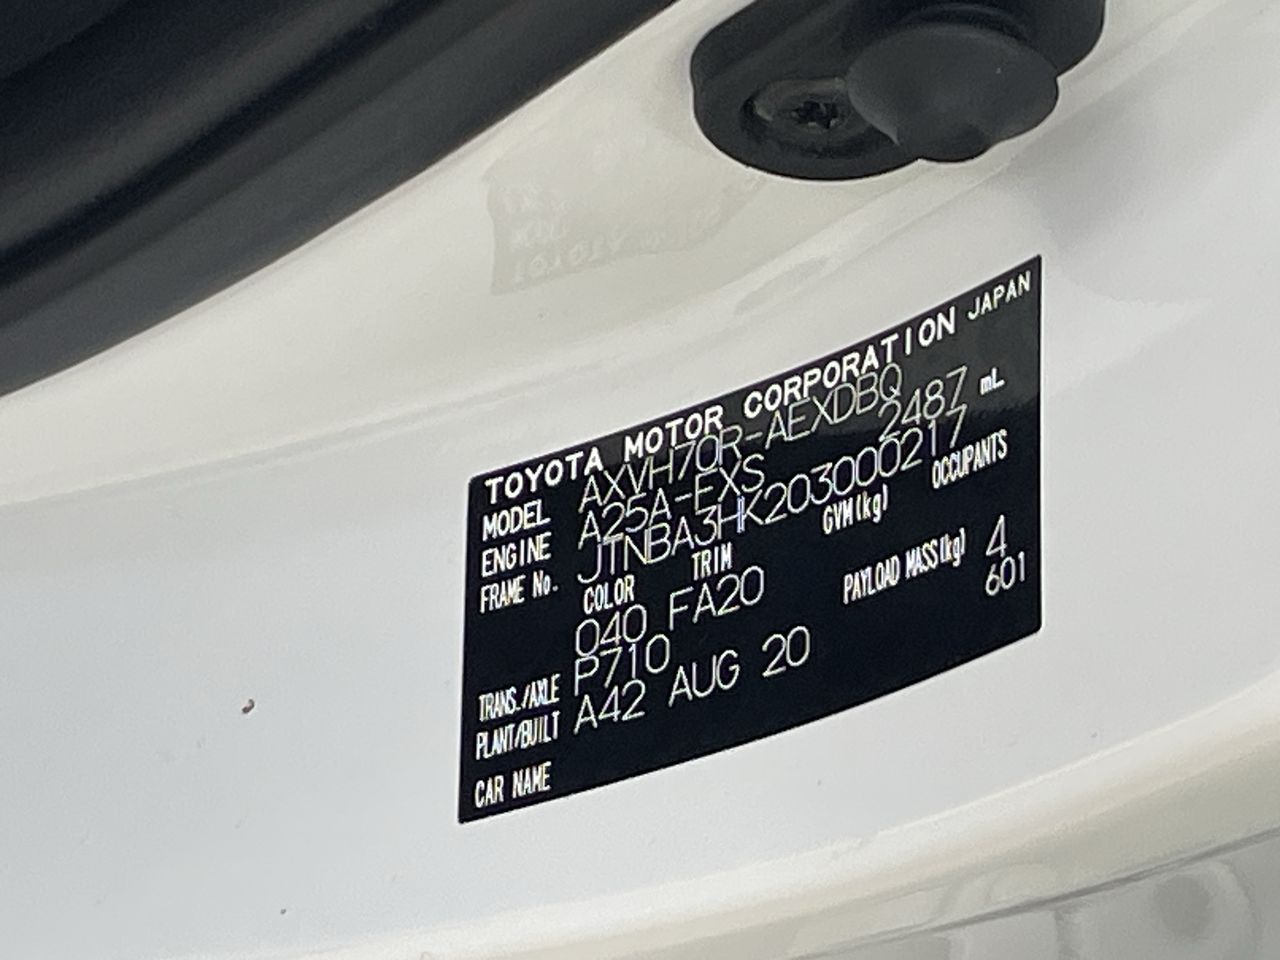 TOYOTA MOTOR CORPORATION JAPAN
MODEL AXVH70R-AEXDBQ
ENGINE A25A-FXS 2487 mL
FRAME No. JTNBA3HK203000217
COLOR TRIM GVM(kg) OCCUPANTS
040 FA20 PAYLOAD MASS(kg) 4
601
TRANS./AXLE P710
PLANT/BUILT A42 AUG 20
CAR NAME